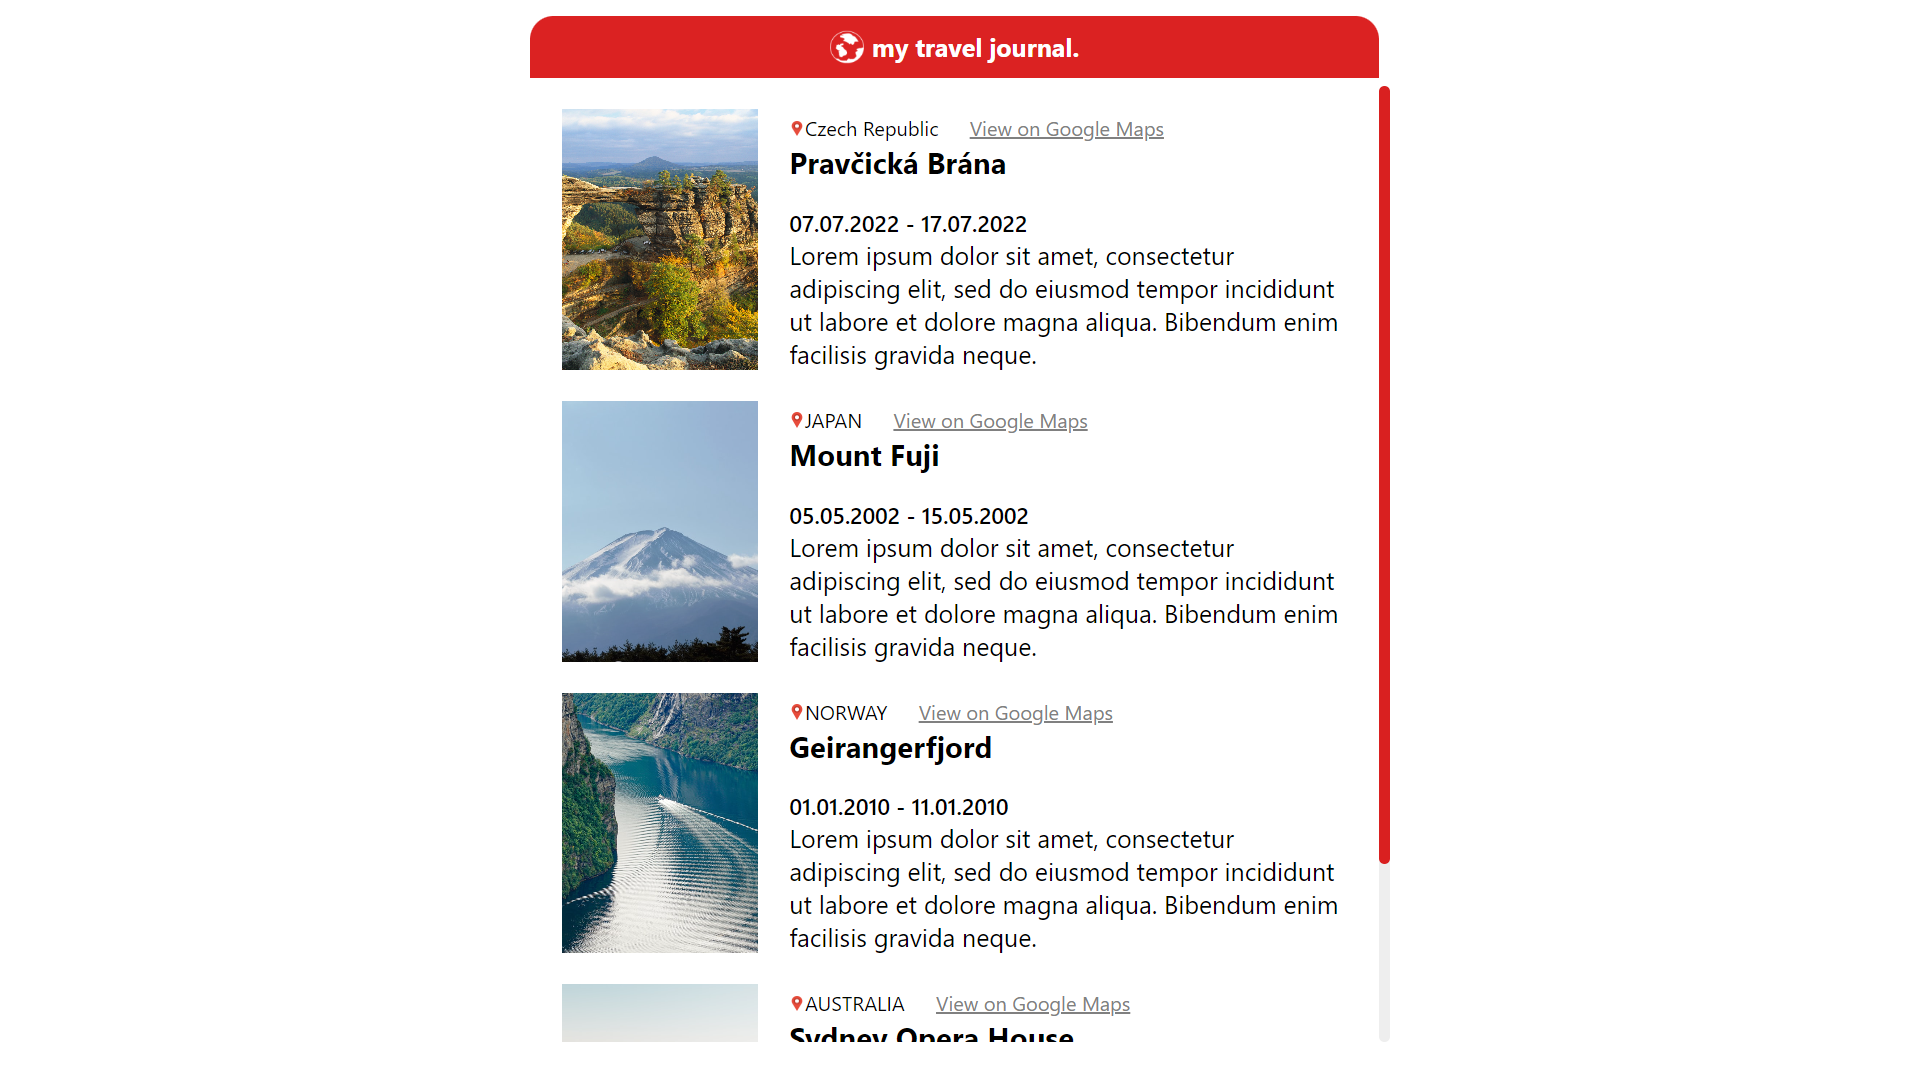 my travel journal.
Czech Republic View on Google Maps
Pravčická Brána
07.07.2022 - 17.07.2022
Lorem ipsum dolor sit amet, consectetur
adipiscing elit, sed do eiusmod tempor incididunt
ut labore et dolore magna aliqua. Bibendum enim
facilisis gravida neque.
JAPAN View on Google Maps
Mount Fuji
05.05.2002 - 15.05.2002
Lorem ipsum dolor sit amet, consectetur
adipiscing elit, sed do eiusmod tempor incididunt
ut labore et dolore magna aliqua. Bibendum enim
facilisis gravida neque.
NORWAY View on Google Maps
Geirangerfjord
01.01.2010 - 11.01.2010
Lorem ipsum dolor sit amet, consectetur
adipiscing elit, sed do eiusmod tempor incididunt
ut labore et dolore magna aliqua. Bibendum enim
facilisis gravida neque.
AUSTRALIA View on Google Maps
Sydney Opera House